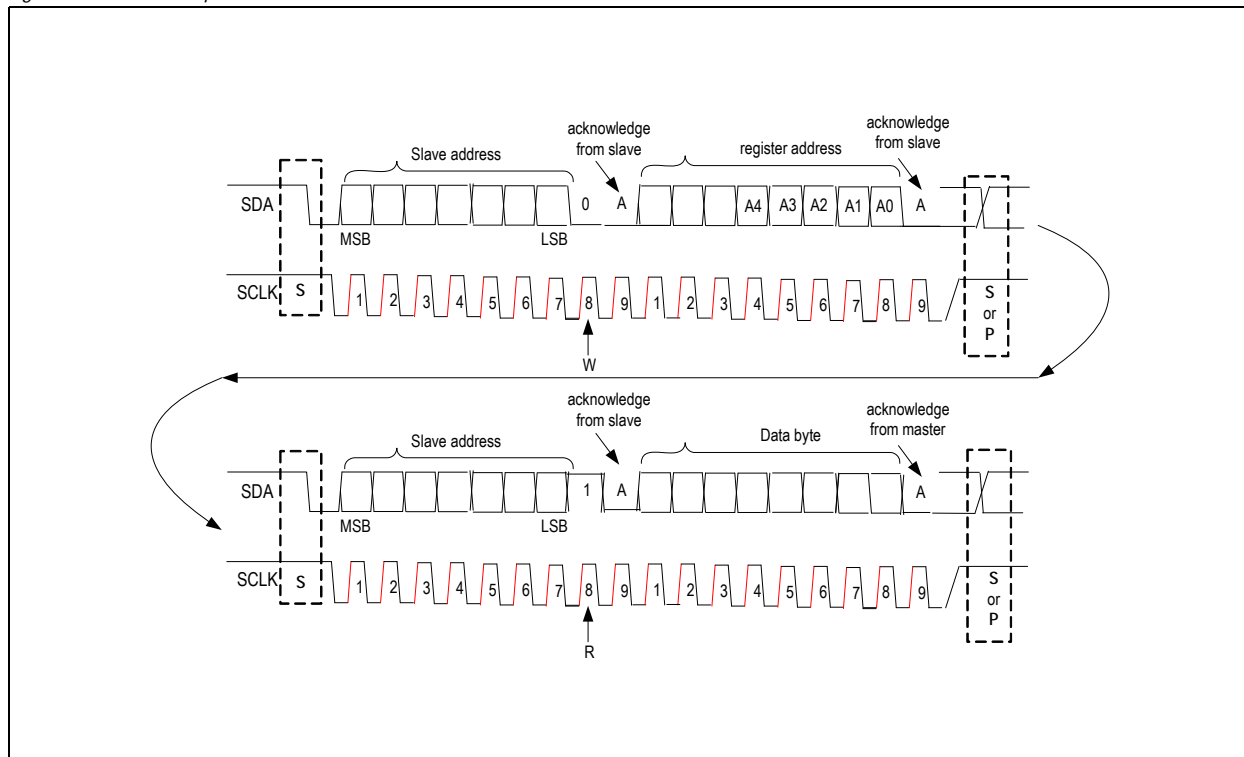 acknowledge
from slave
acknowledge
from slave
Slave address
register address
SDA
0
A
A4
A3
A2
A1
A0
A
MSB
LSB
SCLK
S
1
2
3
4
5
6
7
8
9
1
2
3
4
5
6
7
8
9
S
or
P
W
acknowledge
from slave
acknowledge
from master
Slave address
Data byte
SDA
1
A
A
MSB
LSB
SCLK
S
1
2
3
4
5
6
7
8
9
1
2
3
4
5
6
7
8
9
S
or
P
R